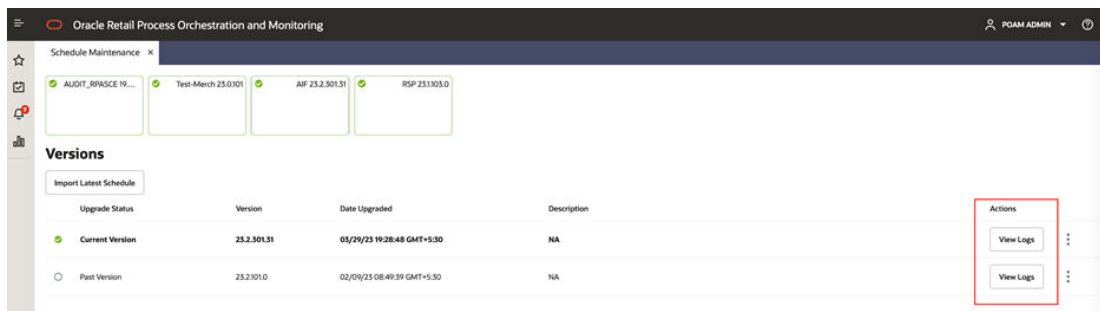 Oracle Retail Process Orchestration and Monitoring
POAM ADMIN
Schedule Maintenance ×
AUDIT_RPASCE 19.... Test-Merch 23.0.101 AIF 23.2.301.31 RSP 23.1.103.0
Versions
Import Latest Schedule
Upgrade Status Version Date Upgraded Description Actions
Current Version 23.2.301.31 03/29/23 19:28:48 GMT+5:30 NA View Logs
Past Version 23.2.101.0 02/09/23 08:49:39 GMT+5:30 NA View Logs